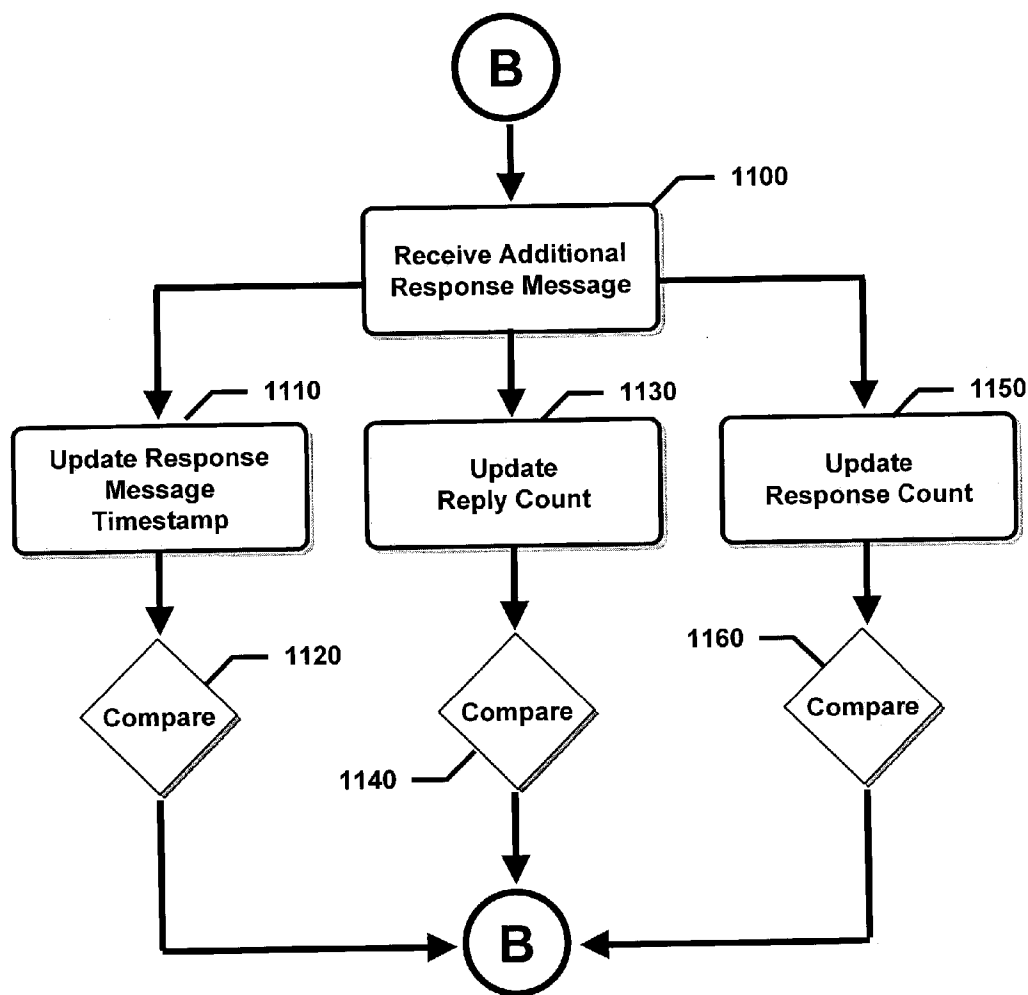 B
1100
Receive Additional
Response Message
1110
1130
1150
Update Response
Message
Timestamp
Update
Reply Count
Update
Response Count
1120
1160
Compare
Compare
Compare
1140
B